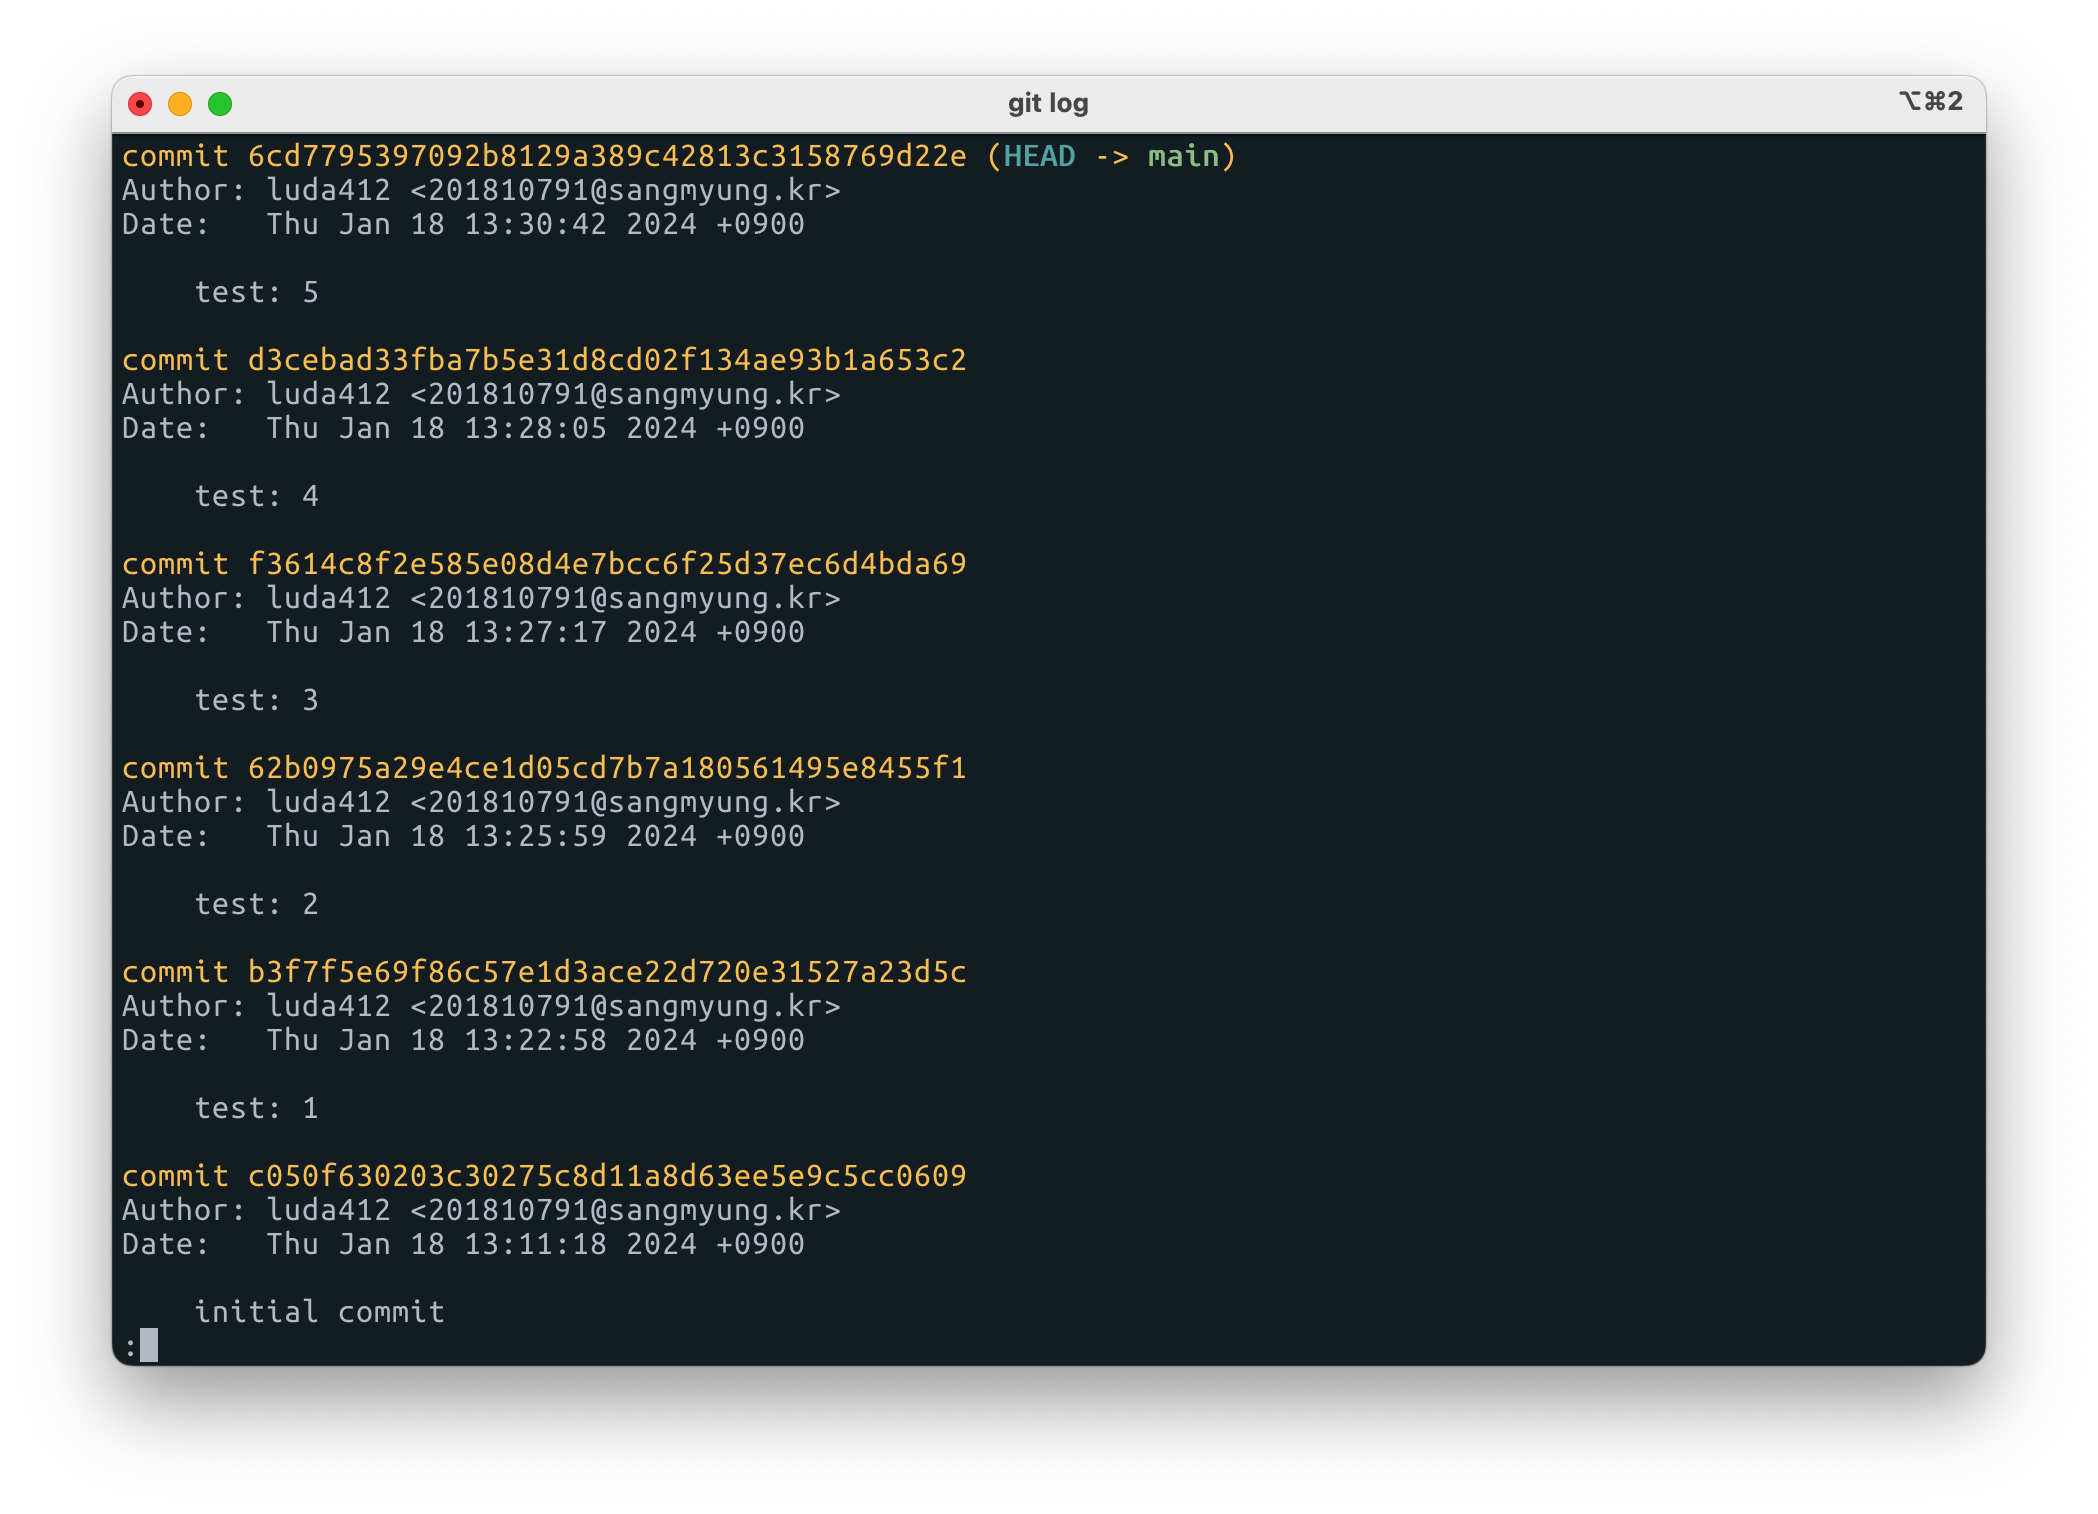 git log
⌥⌘2
commit 6cd7795397092b8129a389c42813c3158769d22e (HEAD -> main)
Author: luda412 <201810791@sangmyung.kr>
Date:   Thu Jan 18 13:30:42 2024 +0900
    test: 5
commit d3cebad33fba7b5e31d8cd02f134ae93b1a653c2
Author: luda412 <201810791@sangmyung.kr>
Date:   Thu Jan 18 13:28:05 2024 +0900
    test: 4
commit f3614c8f2e585e08d4e7bcc6f25d37ec6d4bda69
Author: luda412 <201810791@sangmyung.kr>
Date:   Thu Jan 18 13:27:17 2024 +0900
    test: 3
commit 62b0975a29e4ce1d05cd7b7a180561495e8455f1
Author: luda412 <201810791@sangmyung.kr>
Date:   Thu Jan 18 13:25:59 2024 +0900
    test: 2
commit b3f7f5e69f86c57e1d3ace22d720e31527a23d5c
Author: luda412 <201810791@sangmyung.kr>
Date:   Thu Jan 18 13:22:58 2024 +0900
    test: 1
commit c050f630203c30275c8d11a8d63ee5e9c5cc0609
Author: luda412 <201810791@sangmyung.kr>
Date:   Thu Jan 18 13:11:18 2024 +0900
    initial commit
: